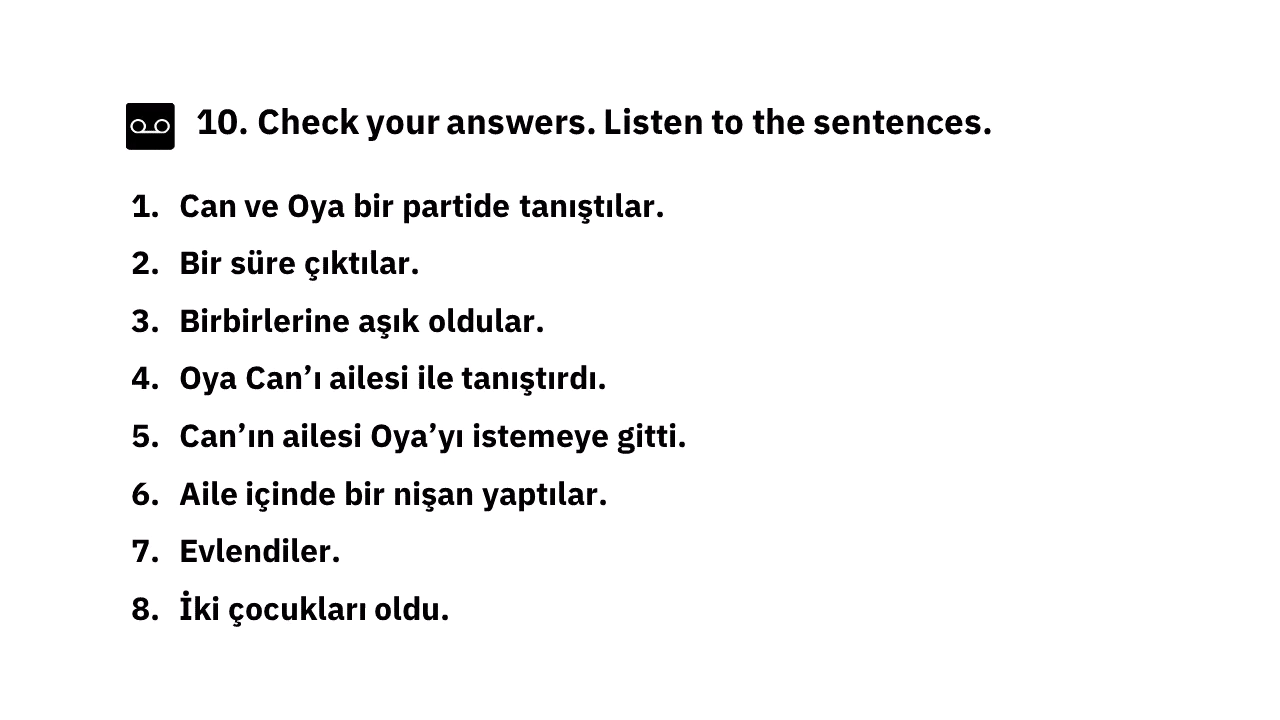 10. Check your answers. Listen to the sentences.
1. Can ve Oya bir partide tanıştılar.
2. Bir süre çıktılar.
3. Birbirlerine aşık oldular.
4. Oya Can’ı ailesi ile tanıştırdı.
5. Can’ın ailesi Oya’yı istemeye gitti.
6. Aile içinde bir nişan yaptılar.
7. Evlendiler.
8. İki çocukları oldu.